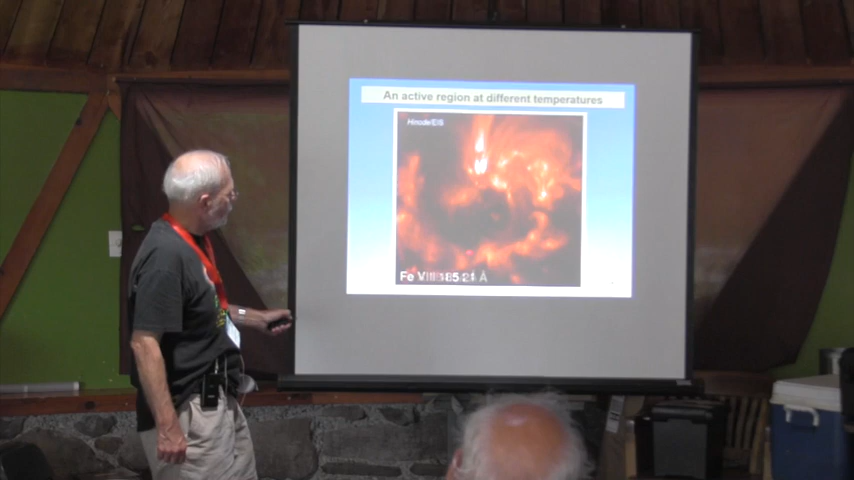 An active region at different temperatures
Hinode/EIS
Fe VIII 185.21 Å